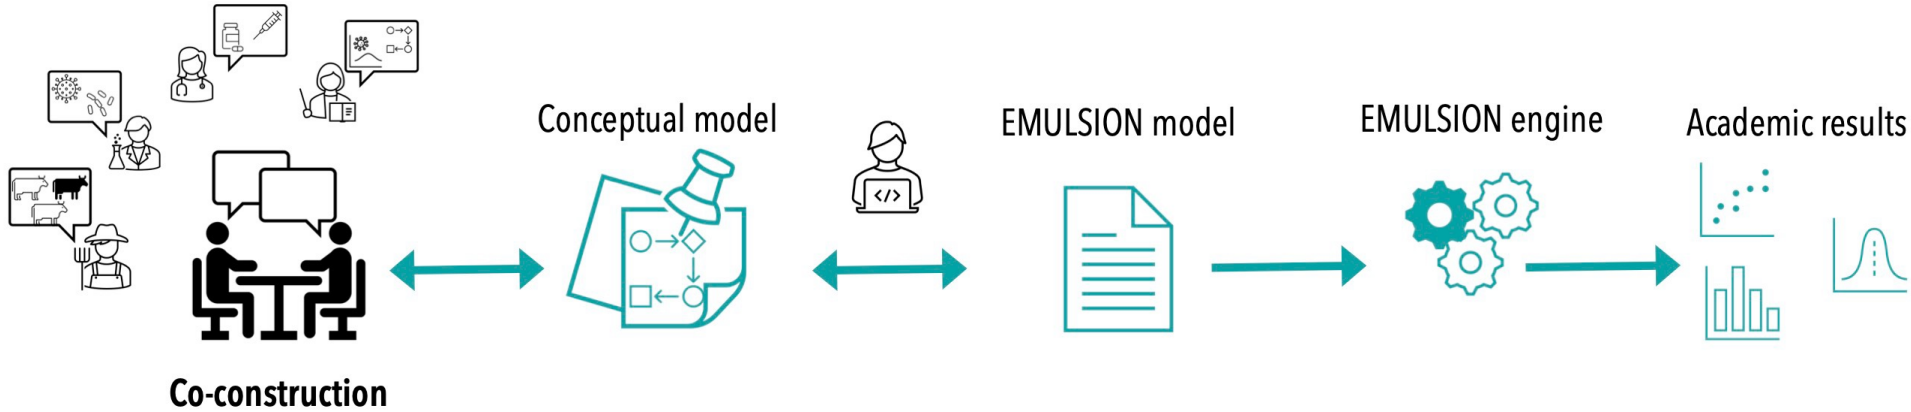 Conceptual model
EMULSION model
EMULSION engine
Academic results
</>
Co-construction